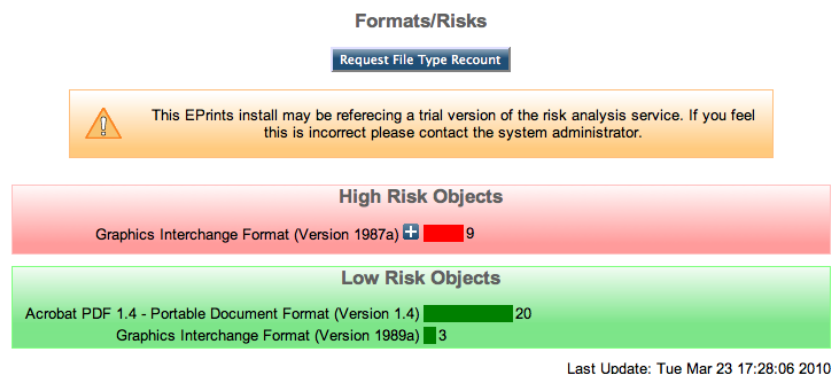 Formats/Risks
Request File Type Recount
This EPrints install may be referecing a trial version of the risk analysis service. If you feel
this is incorrect please contact the system administrator.
High Risk Objects
Graphics Interchange Format (Version 1987a) + 9
Low Risk Objects
Acrobat PDF 1.4 - Portable Document Format (Version 1.4) 20
Graphics Interchange Format (Version 1989a) 3
Last Update: Tue Mar 23 17:28:06 2010